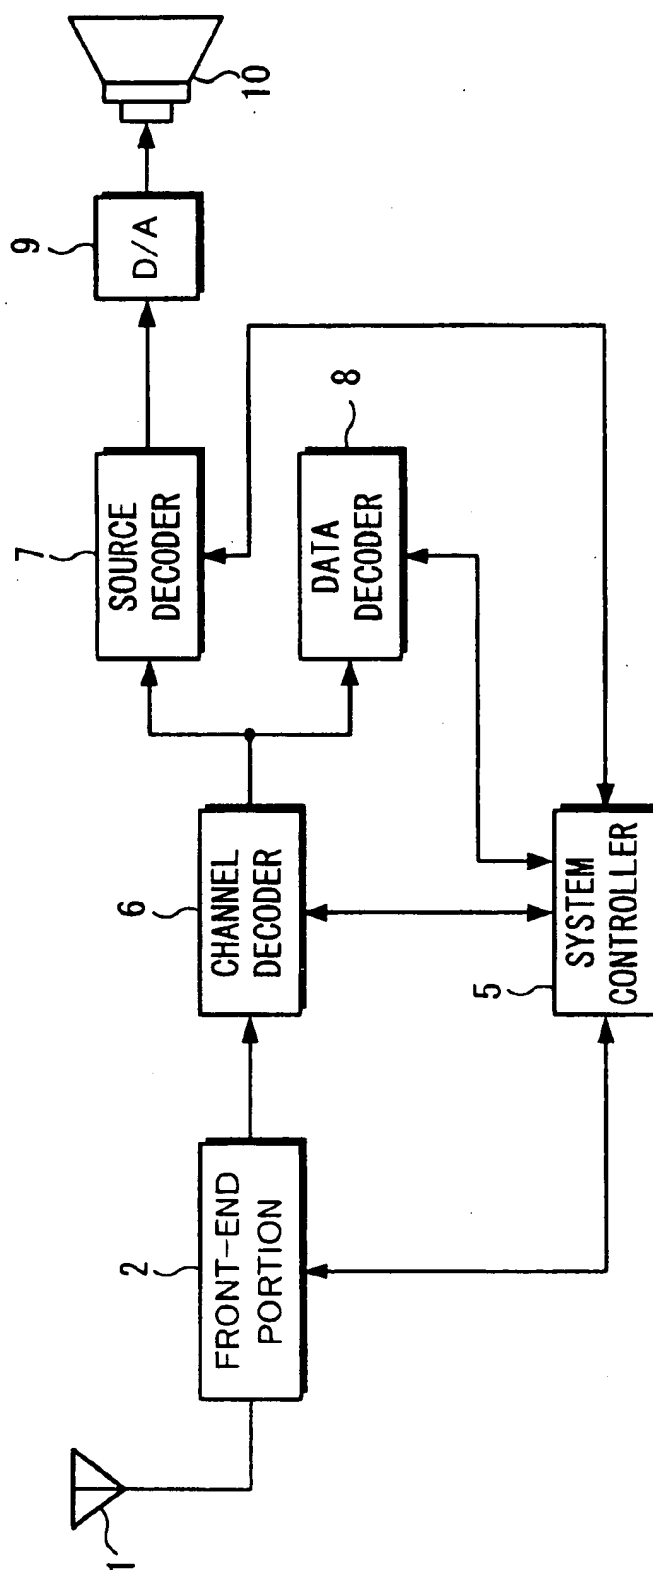 1
2
FRONT-END
PORTION
6
CHANNEL
DECODER
5
SYSTEM
CONTROLLER
7
SOURCE
DECODER
8
DATA
DECODER
9
D/A
10